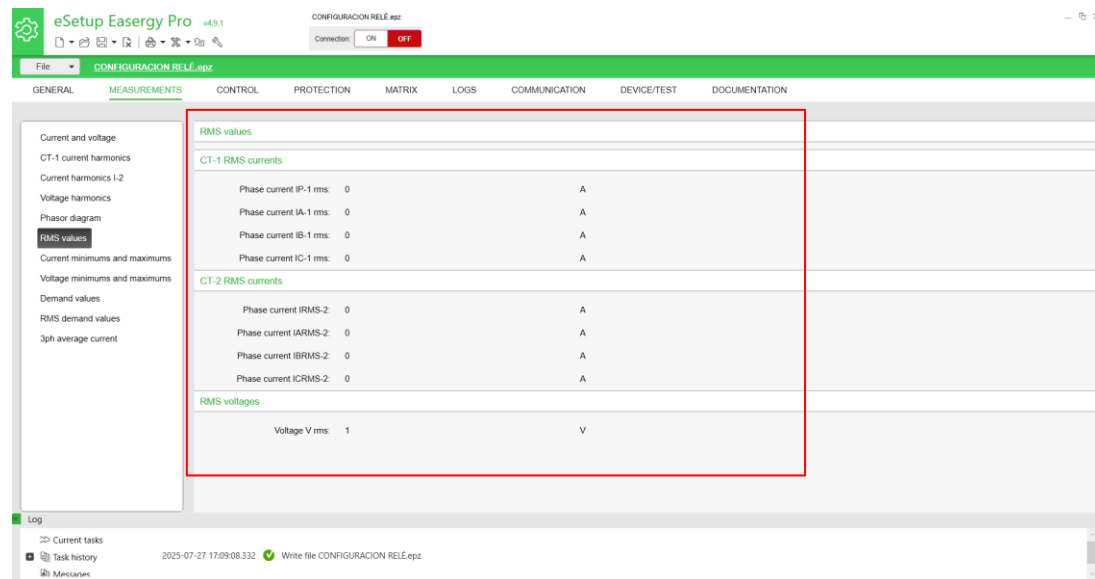 eSetup Easergy Pro v4.9.1
CONFIGURACION RELÉ.epz
Connection: ON OFF
File CONFIGURACION RELÉ.epz
GENERAL MEASUREMENTS CONTROL PROTECTION MATRIX LOGS COMMUNICATION DEVICE/TEST DOCUMENTATION
Current and voltage
CT-1 current harmonics
Current harmonics I-2
Voltage harmonics
Phasor diagram
RMS values
Current minimums and maximums
Voltage minimums and maximums
Demand values
RMS demand values
3ph average current
RMS values
CT-1 RMS currents
Phase current IP-1 rms: 0 A
Phase current IA-1 rms: 0 A
Phase current IB-1 rms: 0 A
Phase current IC-1 rms: 0 A
CT-2 RMS currents
Phase current IRMS-2: 0 A
Phase current IARMS-2: 0 A
Phase current IBRMS-2: 0 A
Phase current ICRMS-2: 0 A
RMS voltages
Voltage V rms: 1 V
Log
Current tasks
Task history
Messages
2025-07-27 17:09:08.332 Write file CONFIGURACION RELÉ.epz